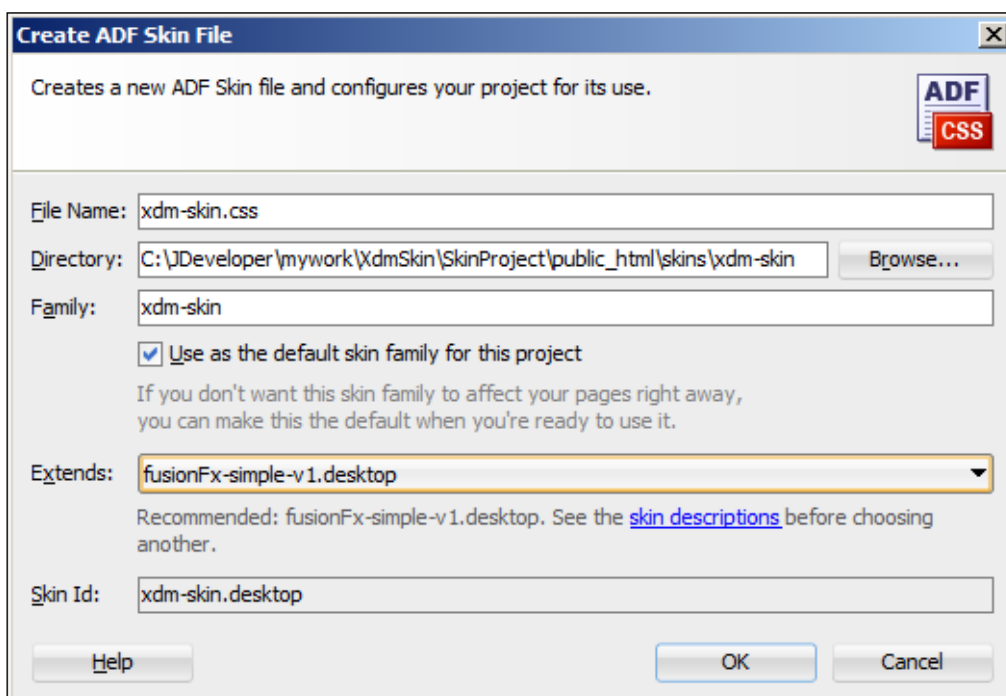 Create ADF Skin File
Creates a new ADF Skin file and configures your project for its use.
ADF
CSS
File Name: xdm-skin.css
Directory: C:\JDeveloper\mywork\XdmSkin\SkinProject\public_html\skins\xdm-skin Browse...
Family: xdm-skin
Use as the default skin family for this project
If you don't want this skin family to affect your pages right away,
you can make this the default when you're ready to use it.
Extends: fusionFx-simple-v1.desktop
Recommended: fusionFx-simple-v1.desktop. See the skin descriptions before choosing
another.
Skin Id: xdm-skin.desktop
Help OK Cancel